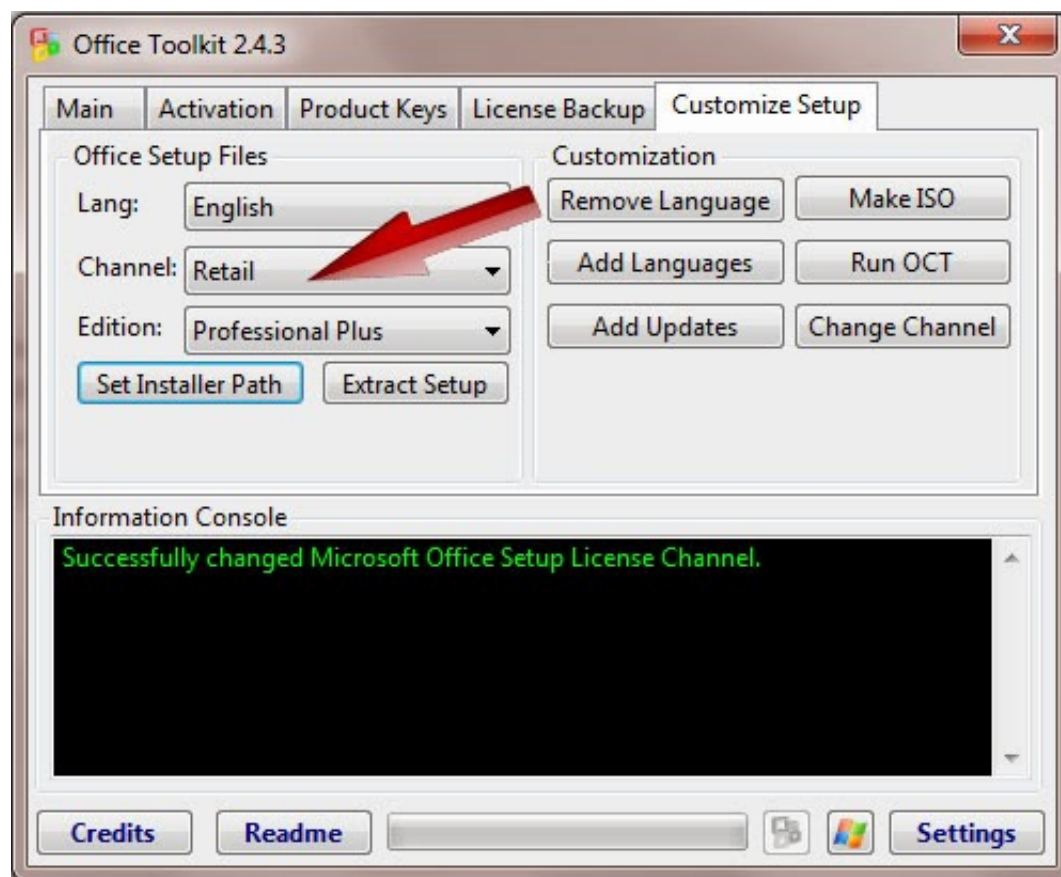 Office Toolkit 2.4.3
Main Activation Product Keys License Backup Customize Setup
Office Setup Files
Lang: English
Channel: Retail
Edition: Professional Plus
Set Installer Path Extract Setup
Customization
Remove Language Make ISO
Add Languages Run OCT
Add Updates Change Channel
Information Console
Successfully changed Microsoft Office Setup License Channel.
Credits Readme Settings